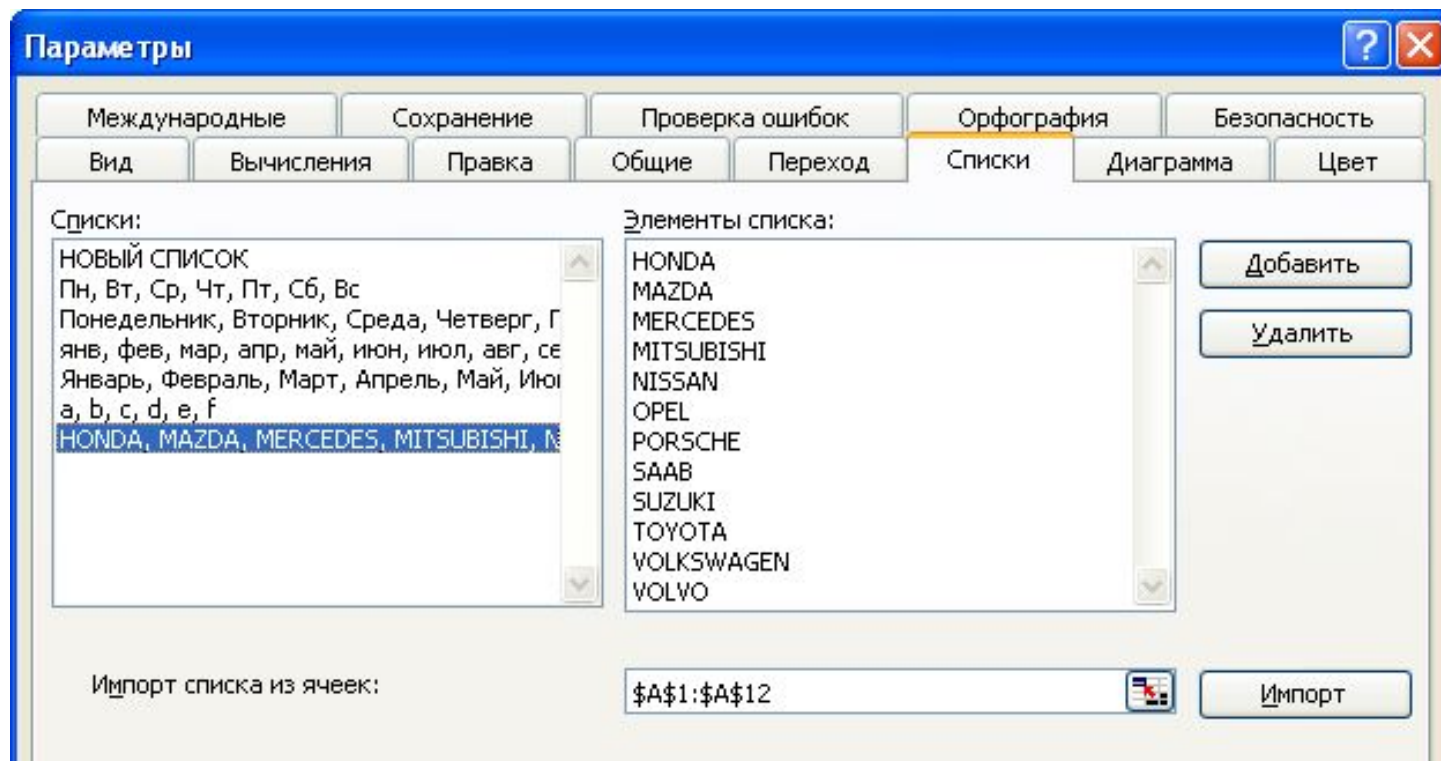 Параметры
Международные Сохранение Проверка ошибок Орфография Безопасность
Вид Вычисления Правка Общие Переход Списки Диаграмма Цвет
Списки:
НОВЫЙ СПИСОК
Пн, Вт, Ср, Чт, Пт, Сб, Вс
Понедельник, Вторник, Среда, Четверг, П
янв, фев, мар, апр, май, июн, июл, авг, се
Январь, Февраль, Март, Апрель, Май, Июн
a, b, c, d, e, f
HONDA, MAZDA, MERCEDES, MITSUBISHI, N
Элементы списка:
HONDA
MAZDA
MERCEDES
MITSUBISHI
NISSAN
OPEL
PORSCHE
SAAB
SUZUKI
TOYOTA
VOLKSWAGEN
VOLVO
Добавить
Удалить
Импорт списка из ячеек:
$A$1:$A$12
Импорт